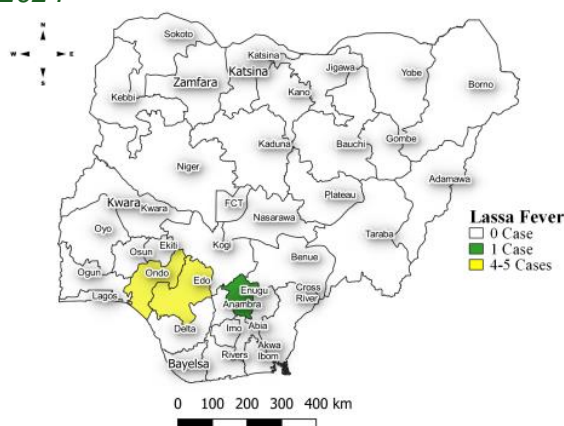 N
W E
S
Sokoto
Katsina
Katsina
Jigawa
Yobe
Borno
Zamfara
Kano
Kebbi
Kaduna
Bauchi
Gombe
Niger
Adamawa
Plateau
FCT
Kwara
Kwara
Nasarawa
Taraba
Oyo
Kogi
Ekiti
Osun
Benue
Ogun
Ondo
Edo
Enugu
Cross
River
Lagos
Anambra
Delta
Imo
Abia
Akwa
Ibom
Rivers
Bayelsa
Lassa Fever
0 Case
1 Case
4-5 Cases
0 100 200 300 400 km